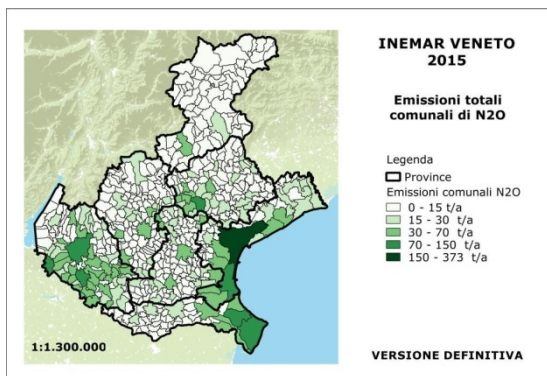 INEMAR VENETO
2015
Emissioni totali
comunali di N2O
Legenda
Province
Emissioni comunali N2O
0 - 15 t/a
15 - 30 t/a
30 - 70 t/a
70 - 150 t/a
150 - 373 t/a
1:1.300.000
VERSIONE DEFINITIVA